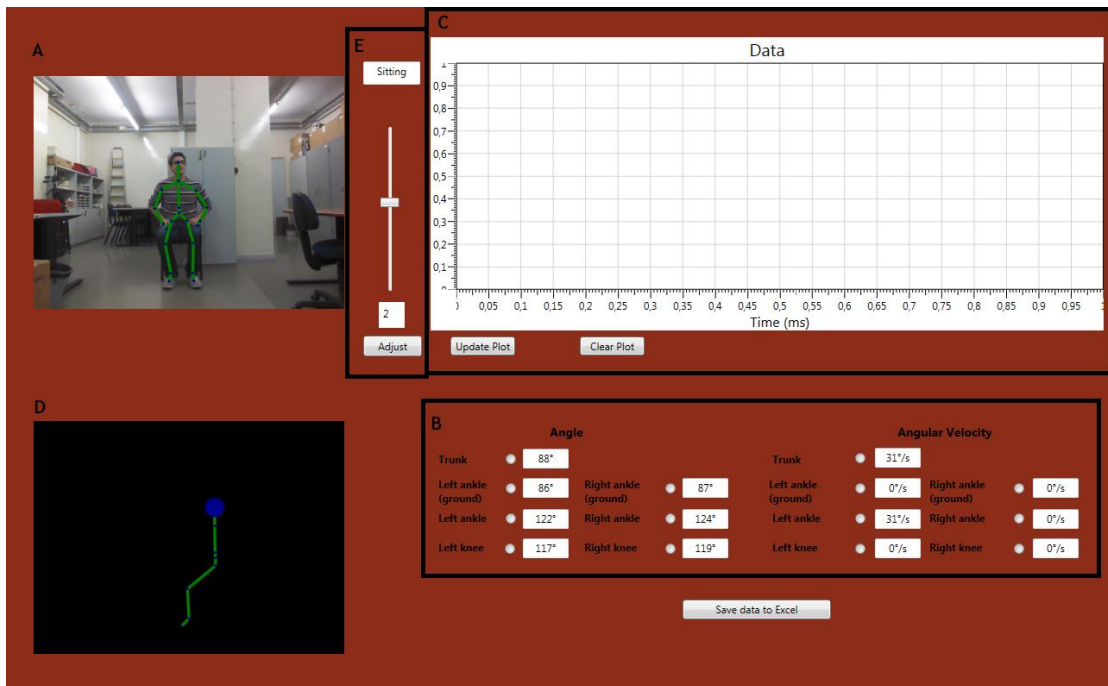 A
E
Sitting
2
Adjust
C
Data
1
0,9
0,8
0,7
0,6
0,5
0,4
0,3
0,2
0,1
0,05 0,1 0,15 0,2 0,25 0,3 0,35 0,4 0,45 0,5 0,55 0,6 0,65 0,7 0,75 0,8 0,85 0,9 0,95
Time (ms)
Update Plot Clear Plot
D
B
Angle Angular Velocity
Trunk 88° Trunk 31°/s
Left ankle (ground) 86° Right ankle (ground) 87° Left ankle (ground) 0°/s Right ankle (ground) 0°/s
Left ankle 122° Right ankle 124° Left ankle 31°/s Right ankle 0°/s
Left knee 117° Right knee 119° Left knee 0°/s Right knee 0°/s
Save data to Excel